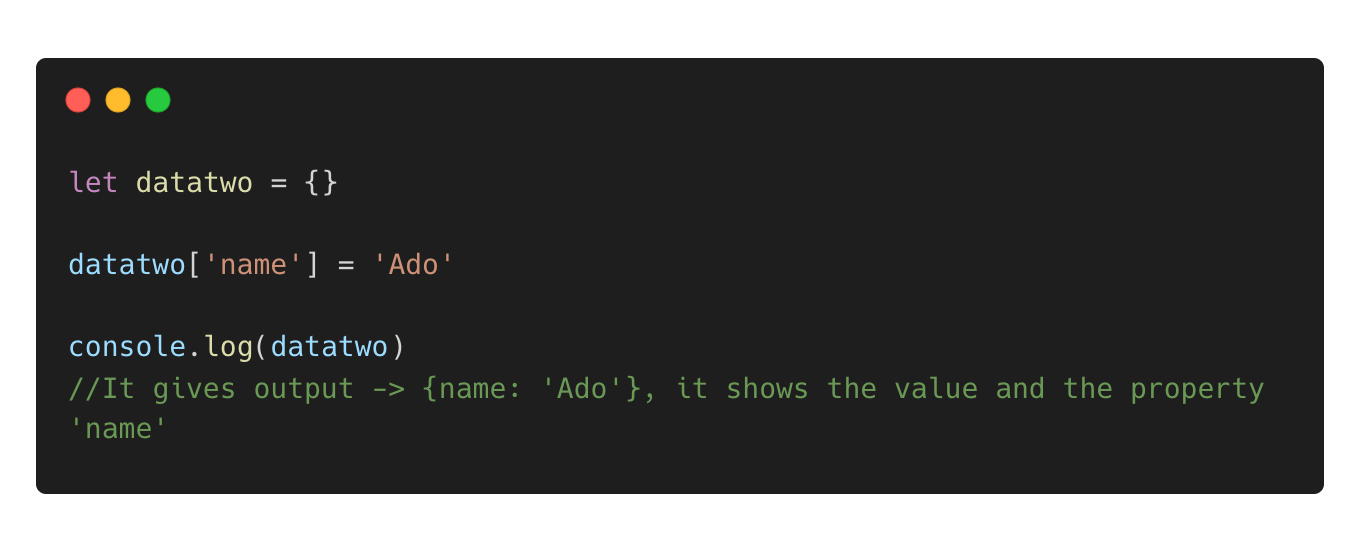 let datatwo = {}
datatwo['name'] = 'Ado'
console.log(datatwo)
//It gives output -> {name: 'Ado'}, it shows the value and the property
'name'